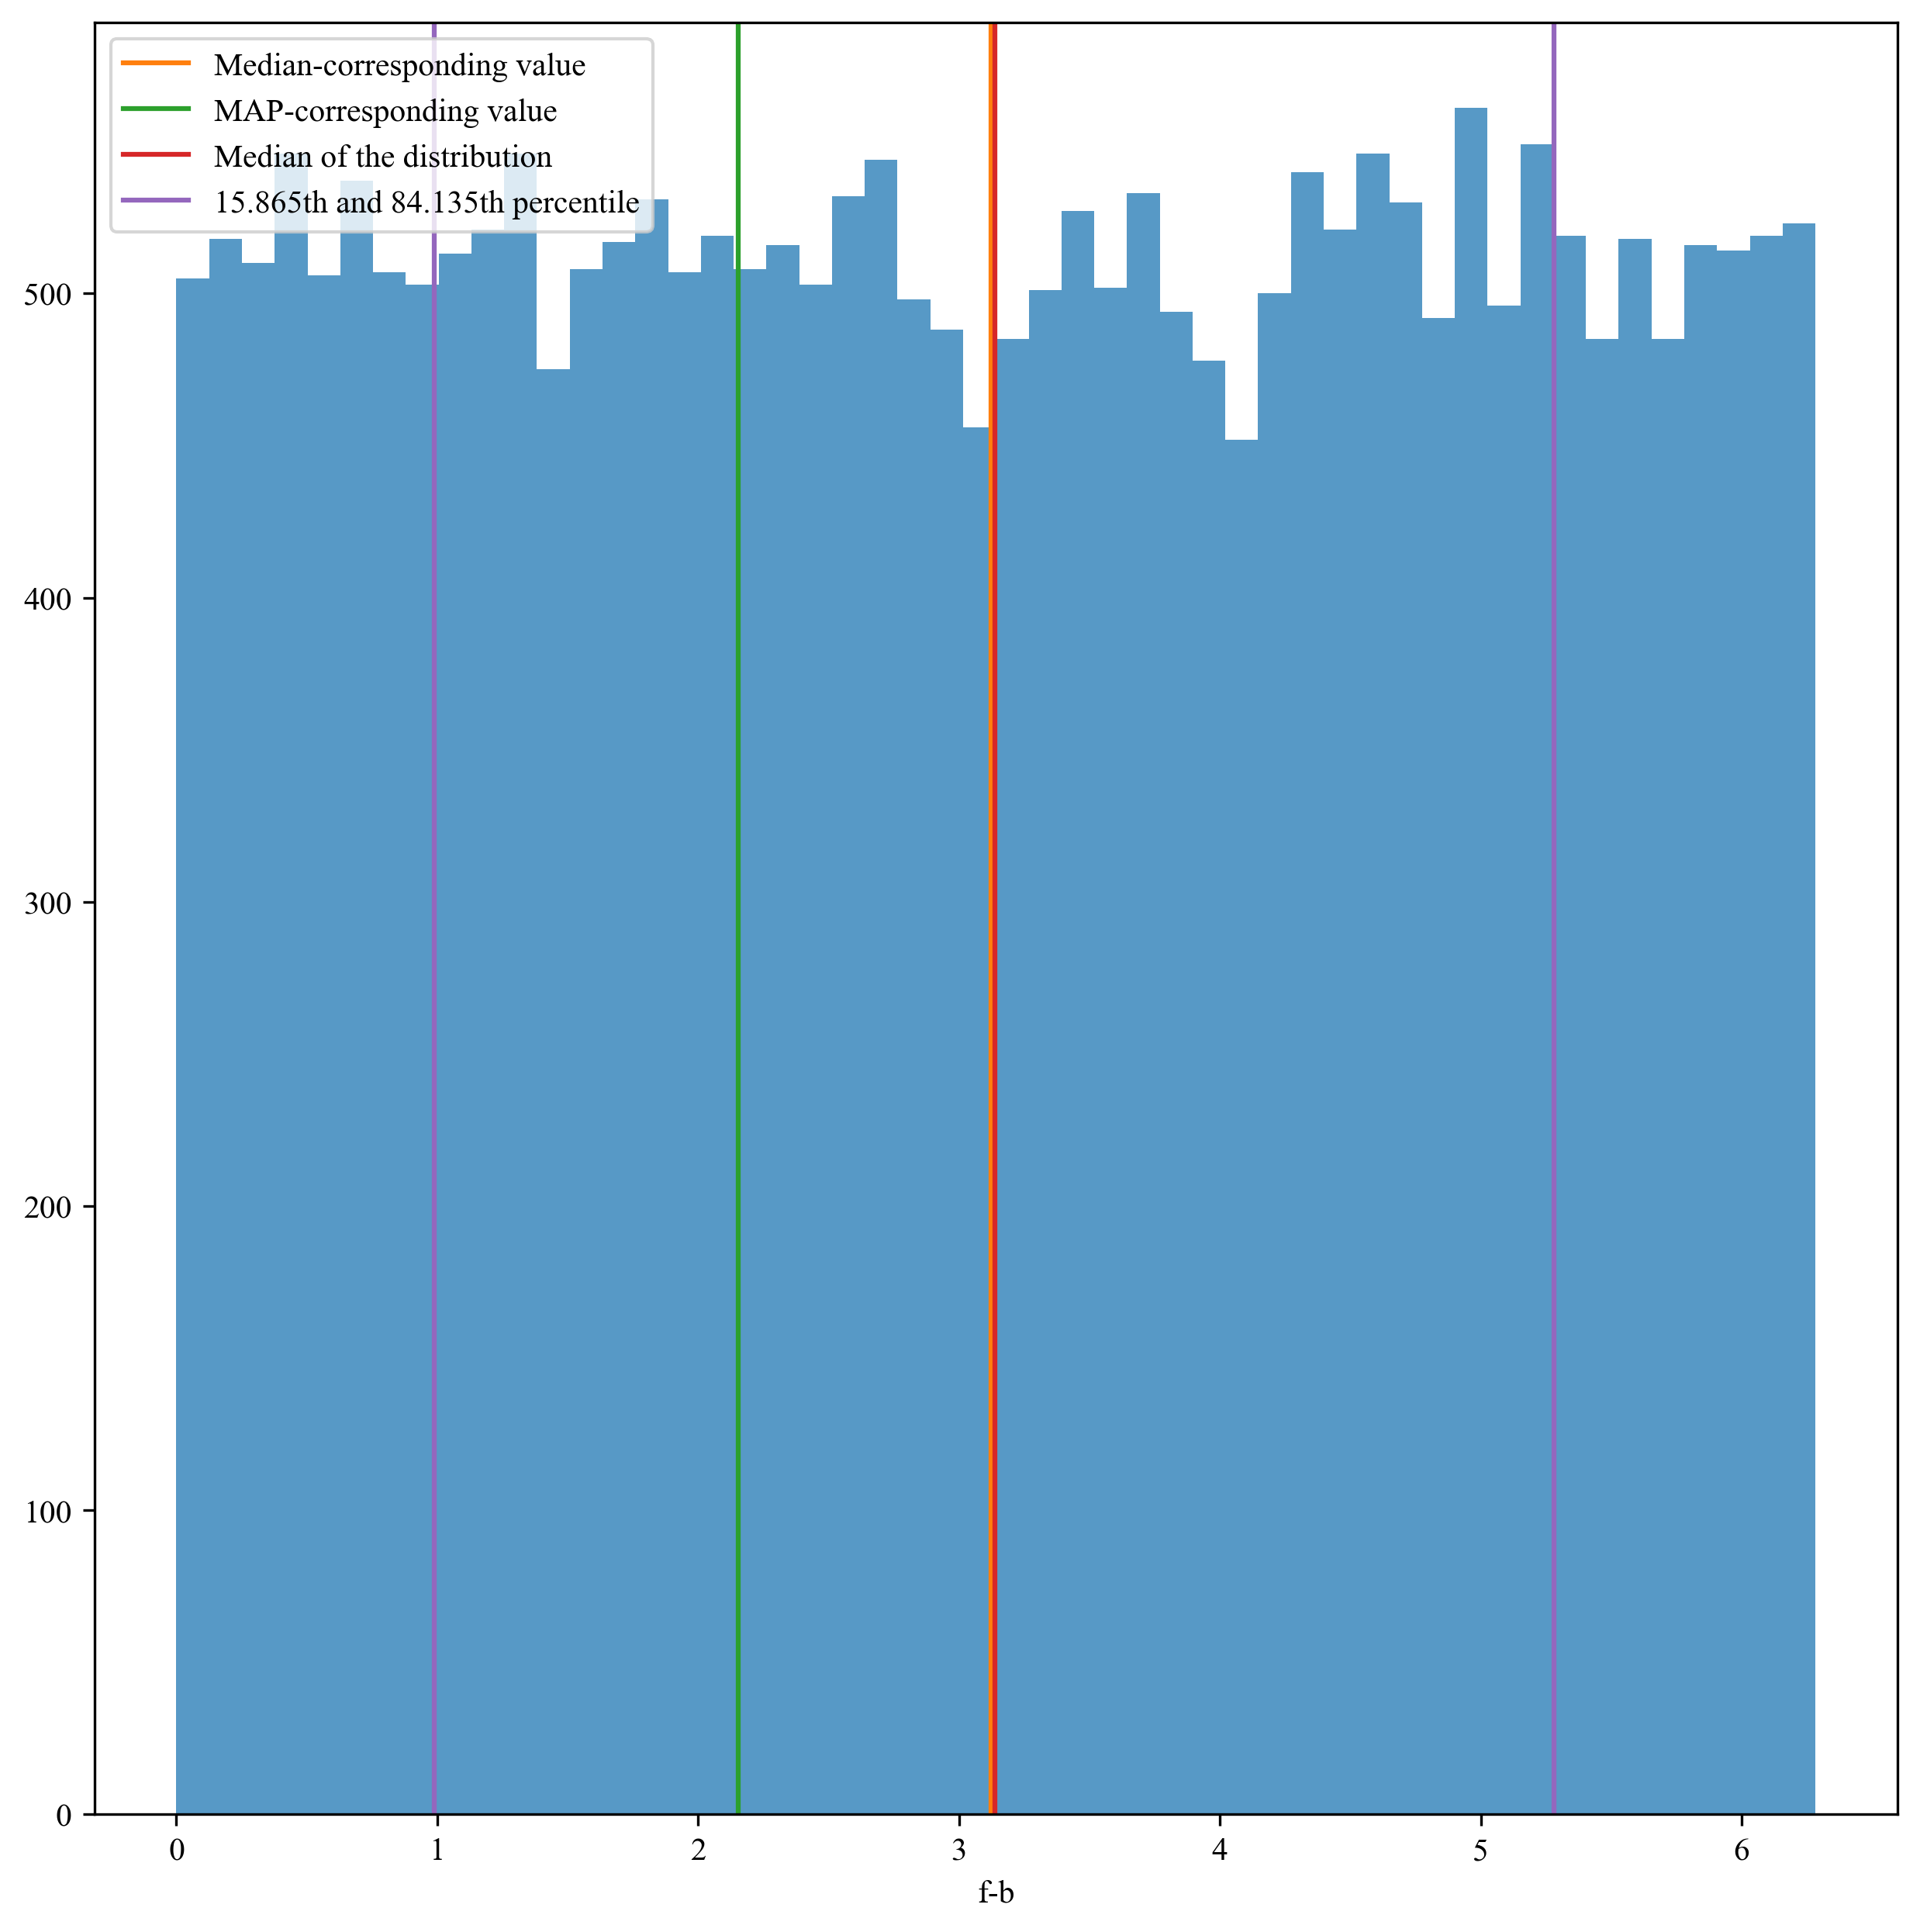 Median-corresponding value
MAP-corresponding value
Median of the distribution
15.865th and 84.135th percentile
500
400
300
200
100
0
0 1 2 3 4 5 6
f-b